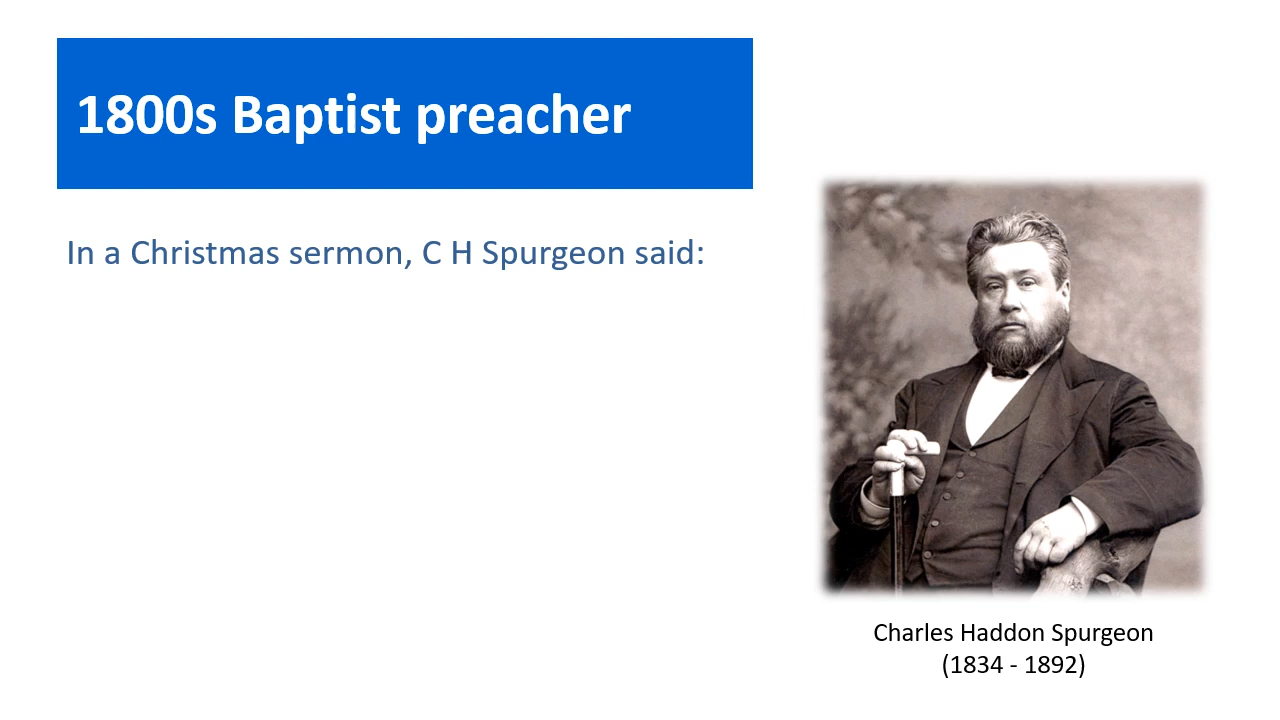 1800s Baptist preacher
In a Christmas sermon, C H Spurgeon said:
Charles Haddon Spurgeon
(1834 - 1892)